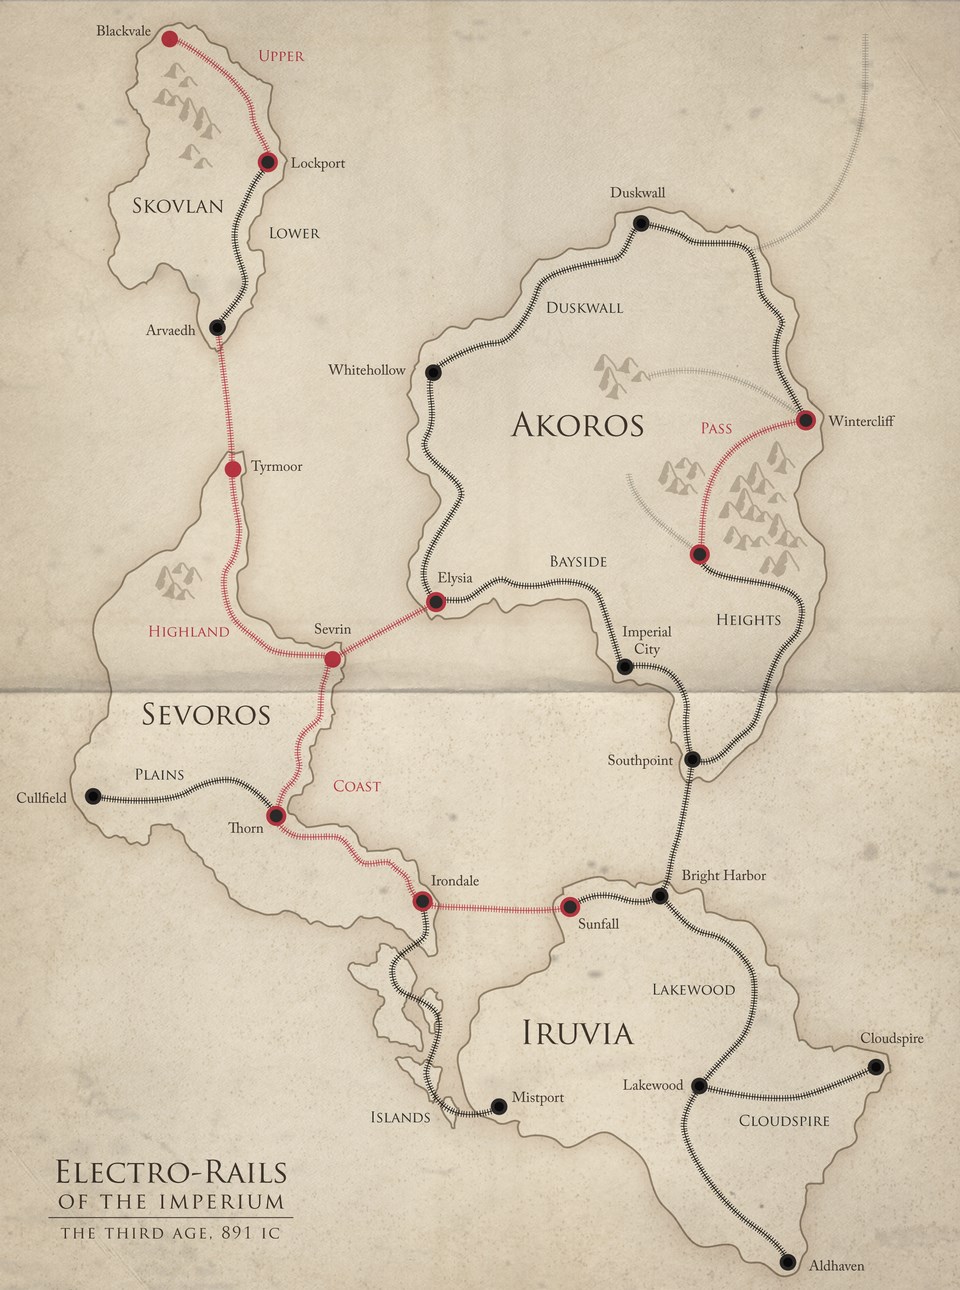 Blackvale
UPPER
Lockport
SKOVLAN
LOWER
Duskwall
DUSKWALL
Arvaedh
Whitehollow
AKOROS
PASS
Wintercliff
Tyrmoor
BAYSIDE
Elysia
HEIGHTS
HIGHLAND
Sevrin
Imperial
City
SEVOROS
Southpoint
PLAINS
COAST
Cullfield
Thorn
Irondale
Bright Harbor
Sunfall
LAKEWOOD
IRUVIA
Cloudspire
Lakewood
Mistport
ISLANDS
CLOUDSPIRE
ELECTRO-RAILS
OF THE IMPERIUM
THE THIRD AGE, 891 IC
Aldhaven